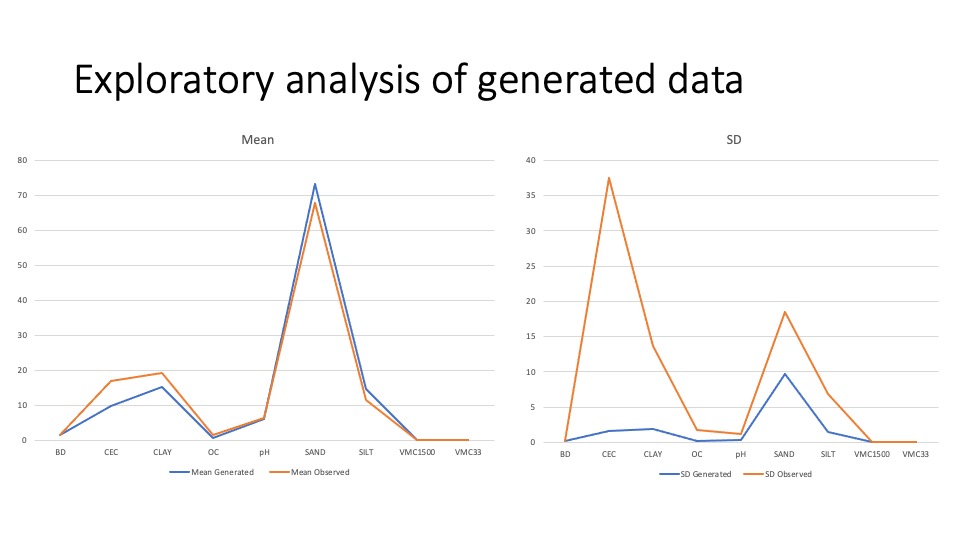 Exploratory analysis of generated data
Mean
80
70
60
50
40
30
20
10
0
BD CEC CLAY OC pH SAND SILT VMC1500 VMC33
Mean Generated Mean Observed
SD
40
35
30
25
20
15
10
5
0
BD CEC CLAY OC pH SAND SILT VMC1500 VMC33
SD Generated SD Observed